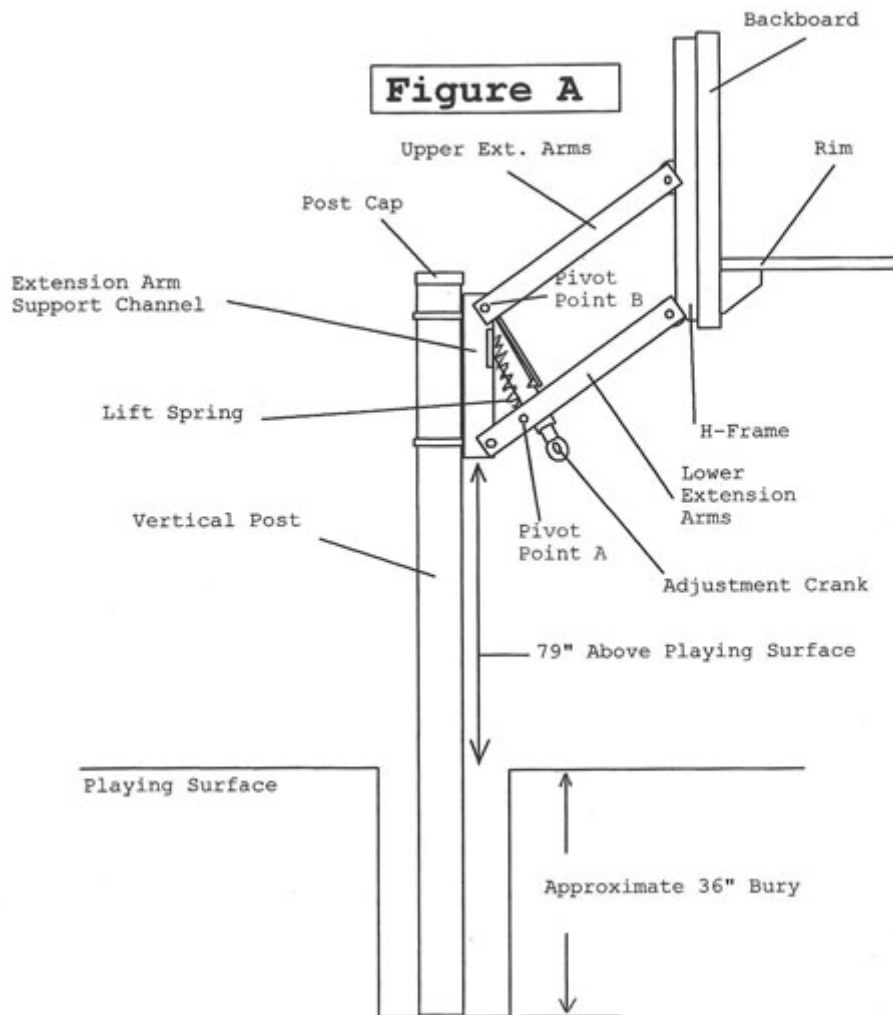 Backboard
Figure A
Upper Ext. Arms
Rim
Post Cap
Extension Arm
Support Channel
Pivot
Point B
Lift Spring
H-Frame
Lower
Extension
Arms
Vertical Post
Pivot
Point A
Adjustment Crank
79" Above Playing Surface
Playing Surface
Approximate 36" Bury